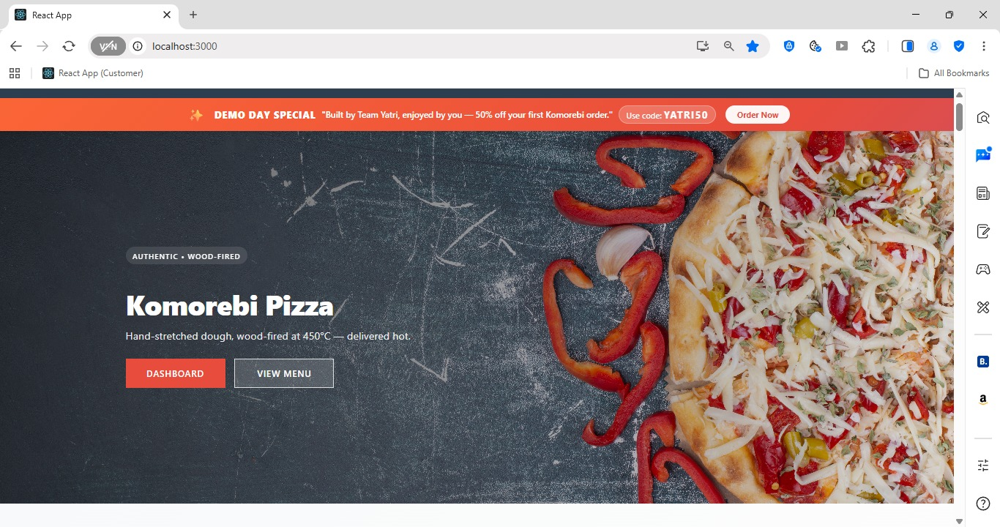 React App
VPN
localhost:3000
React App (Customer)
All Bookmarks
✨ DEMO DAY SPECIAL "Built by Team Yatri, enjoyed by you — 50% off your first Komorebi order." Use code: YATRI50 Order Now
AUTHENTIC • WOOD-FIRED
Komorebi Pizza
Hand-stretched dough, wood-fired at 450°C — delivered hot.
DASHBOARD VIEW MENU
B.
a